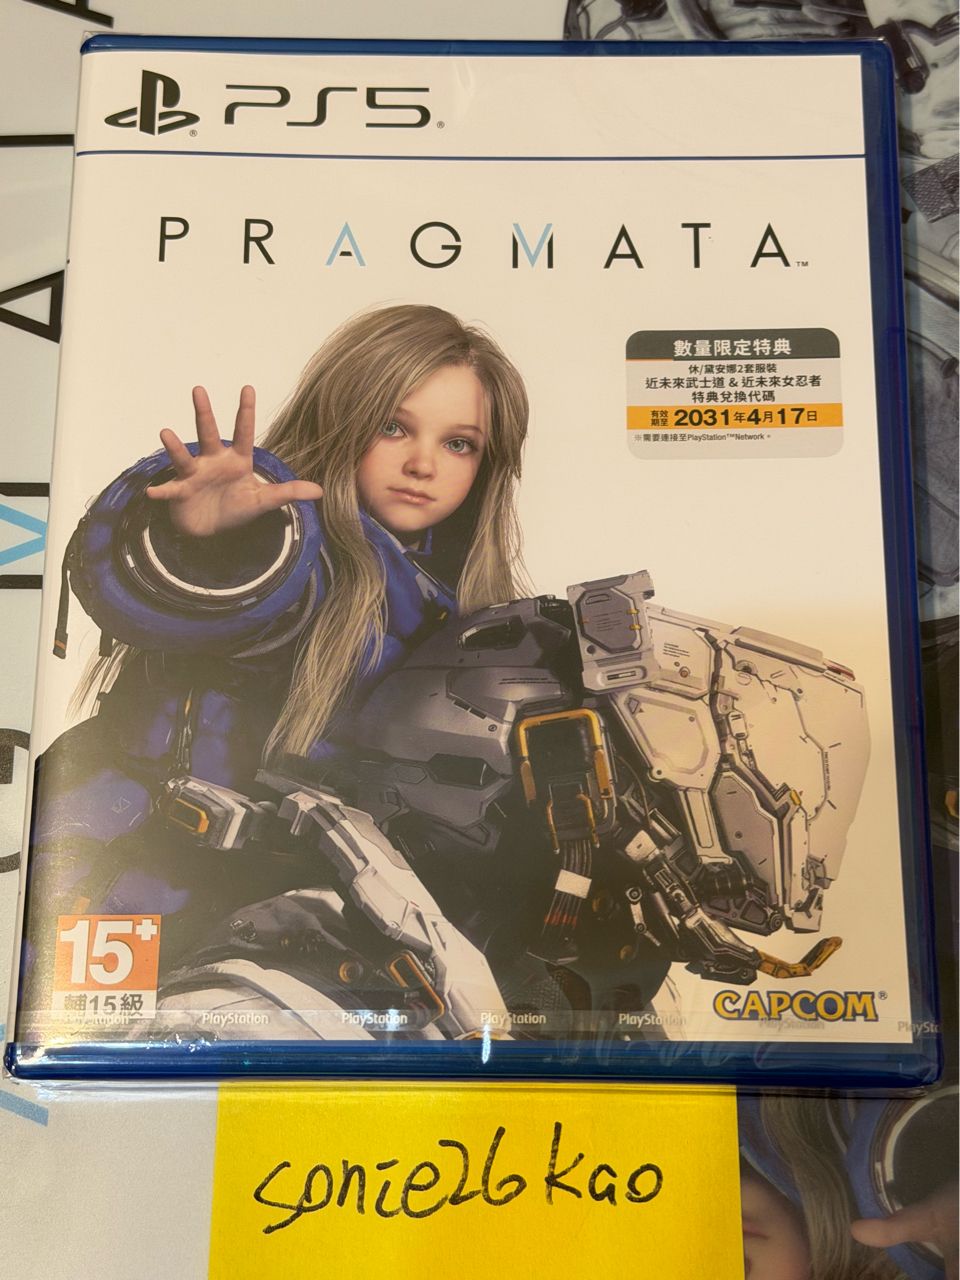 PS5®
PRAGMATA™
數量限定特典
休/黛安娜2套服裝
近未來武士道 & 近未來女忍者
特典兌換代碼
有效期至 2031年4月17日
※需要連接至PlayStation™Network。
15+
輔15級
CAPCOM®
PlayStation PlayStation PlayStation PlayStation PlayStation PlayStation
sonie26kao